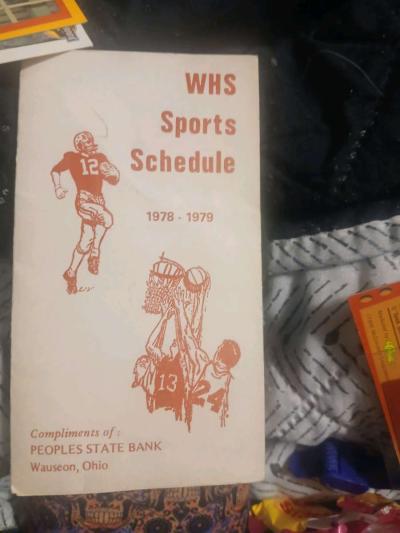 WHS
Sports
Schedule
1978 - 1979
12
13
24
Compliments of :
PEOPLES STATE BANK
Wauseon, Ohio